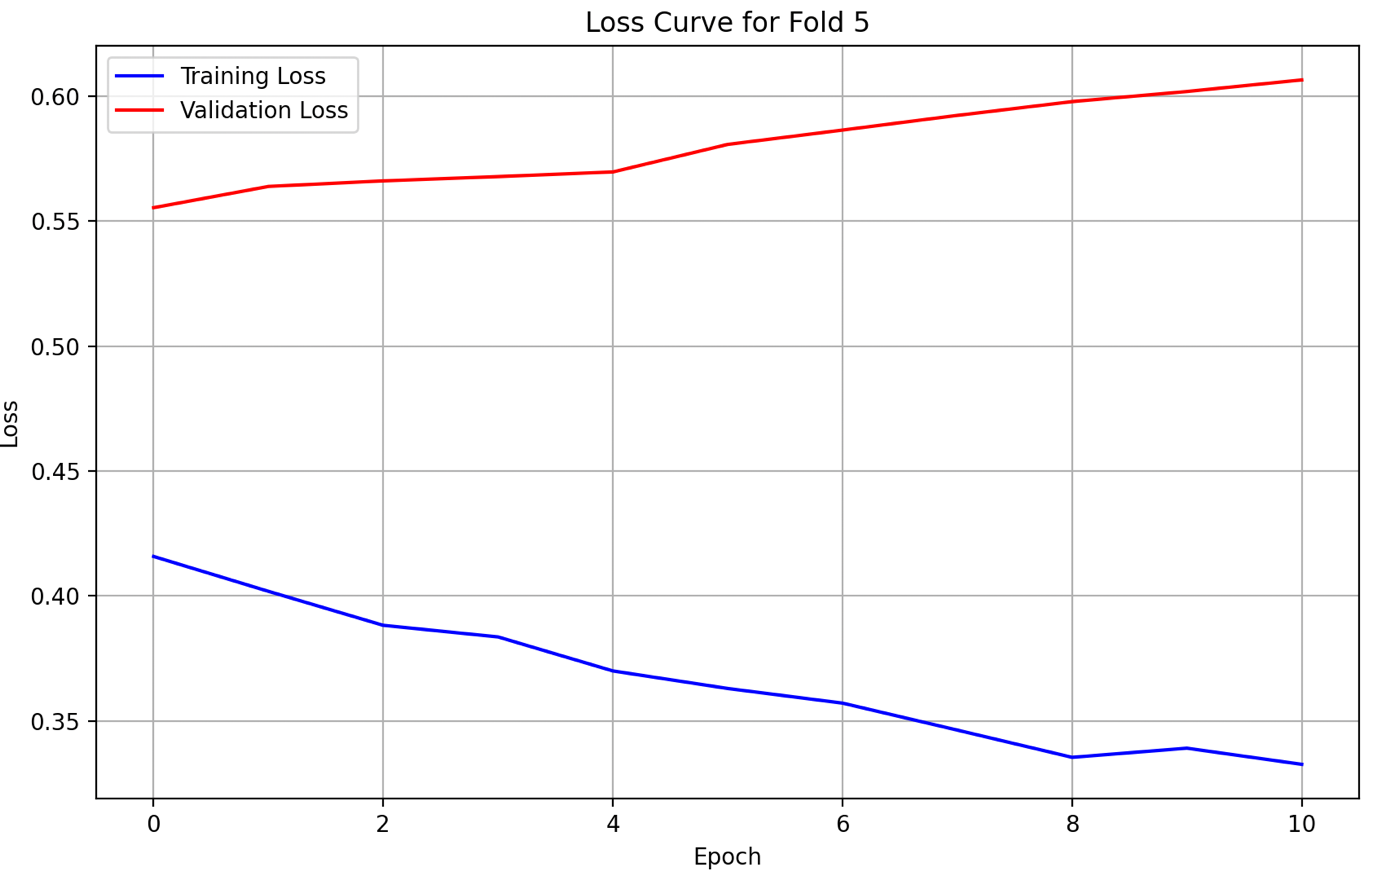 Loss Curve for Fold 5
Training Loss
Validation Loss
0.60
0.55
0.50
0.45
0.40
0.35
Loss
0 2 4 6 8 10
Epoch